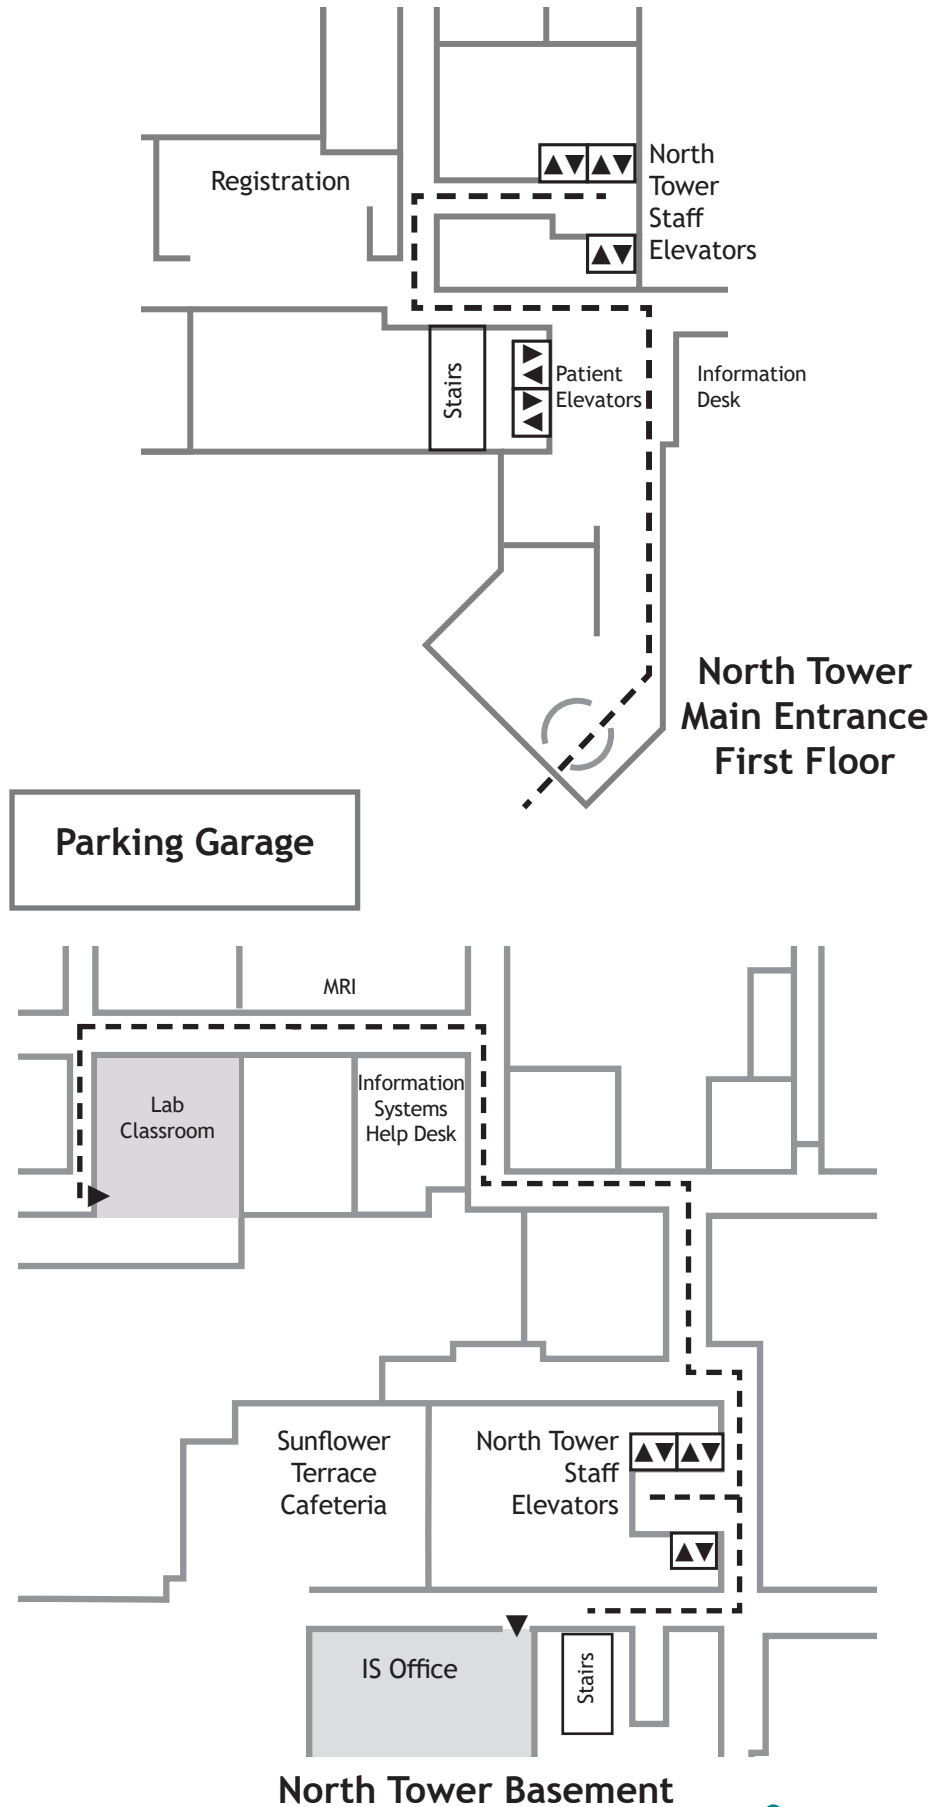 North
Tower
Staff
Elevators
Registration
Stairs
Patient
Elevators
Information
Desk
North Tower
Main Entrance
First Floor
Parking Garage
MRI
Lab
Classroom
Information
Systems
Help Desk
Sunflower
Terrace
Cafeteria
North Tower
Staff
Elevators
IS Office
Stairs
North Tower Basement